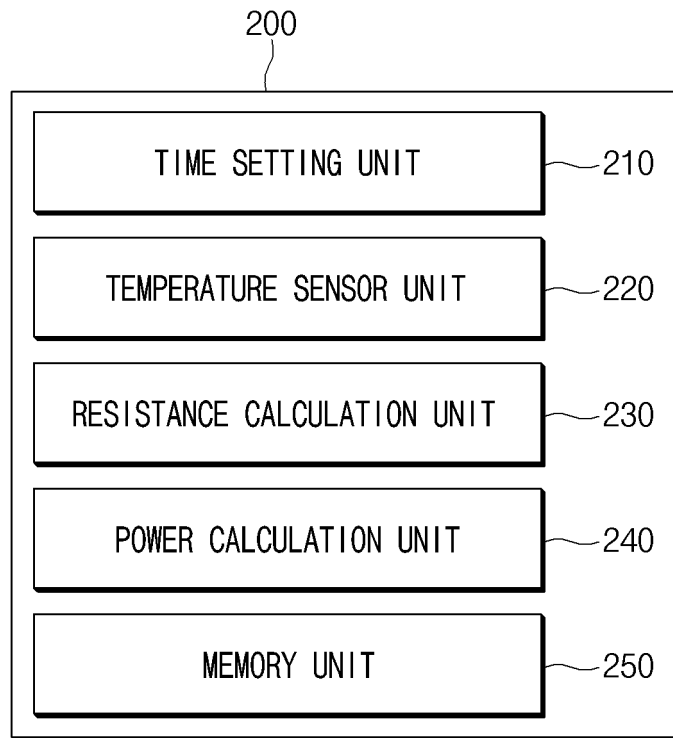 200
TIME SETTING UNIT 210
TEMPERATURE SENSOR UNIT 220
RESISTANCE CALCULATION UNIT 230
POWER CALCULATION UNIT 240
MEMORY UNIT 250